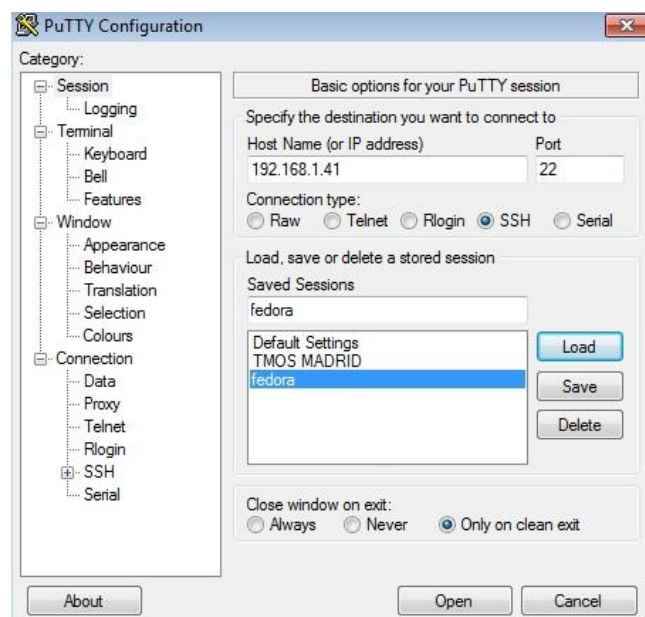 PuTTY Configuration
Category:
Session
Logging
Terminal
Keyboard
Bell
Features
Window
Appearance
Behaviour
Translation
Selection
Colours
Connection
Data
Proxy
Telnet
Rlogin
SSH
Serial
Basic options for your PuTTY session
Specify the destination you want to connect to
Host Name (or IP address) Port
192.168.1.41 22
Connection type:
Raw Telnet Rlogin SSH Serial
Load, save or delete a stored session
Saved Sessions
fedora
Default Settings
TMOS MADRID
fedora
Load
Save
Delete
Close window on exit:
Always Never Only on clean exit
About Open Cancel